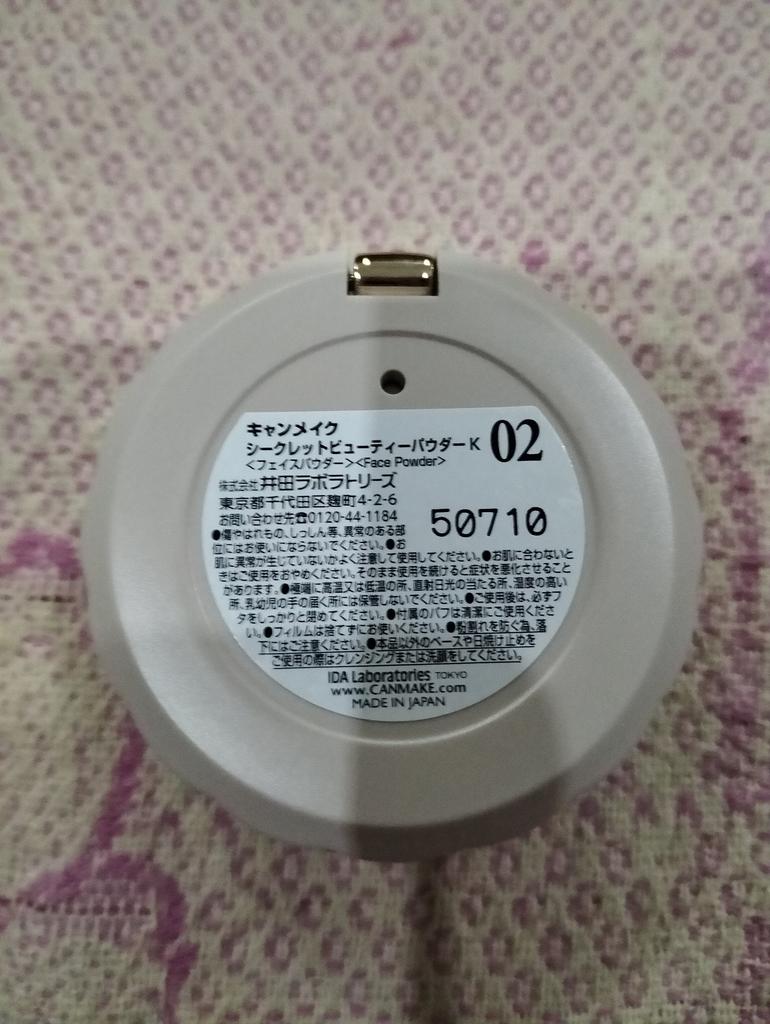 キャンメイク
シークレットビューティーパウダーK 02
<フェイスパウダー><Face Powder>
株式会社 井田ラボラトリーズ
東京都千代田区麹町4-2-6
お問い合わせ先☎0120-44-1184
50710
●傷やはれもの、しっしん等、異常のある部
位にはお使いにならないでください。●お
肌に異常が生じていないかよく注意して使用してください。●お肌に合わないと
きはご使用をおやめください。そのまま使用を続けると症状を悪化させること
があります。●極端に高温又は低温の所、直射日光の当たる所、湿度の高い
所、乳幼児の手の届く所には保管しないでください。●ご使用後は、必ずフ
タをしっかりと閉めてください。●付属のパフは清潔にご使用くださ
い。●フィルムは捨てずにお使いください。●粉割れを防ぐ為、落
下にはご注意ください。●本品以外のベースや日焼け止めを
ご使用の際はクレンジングまたは洗顔をしてください。
IDA Laboratories TOKYO
www.CANMAKE.com
MADE IN JAPAN